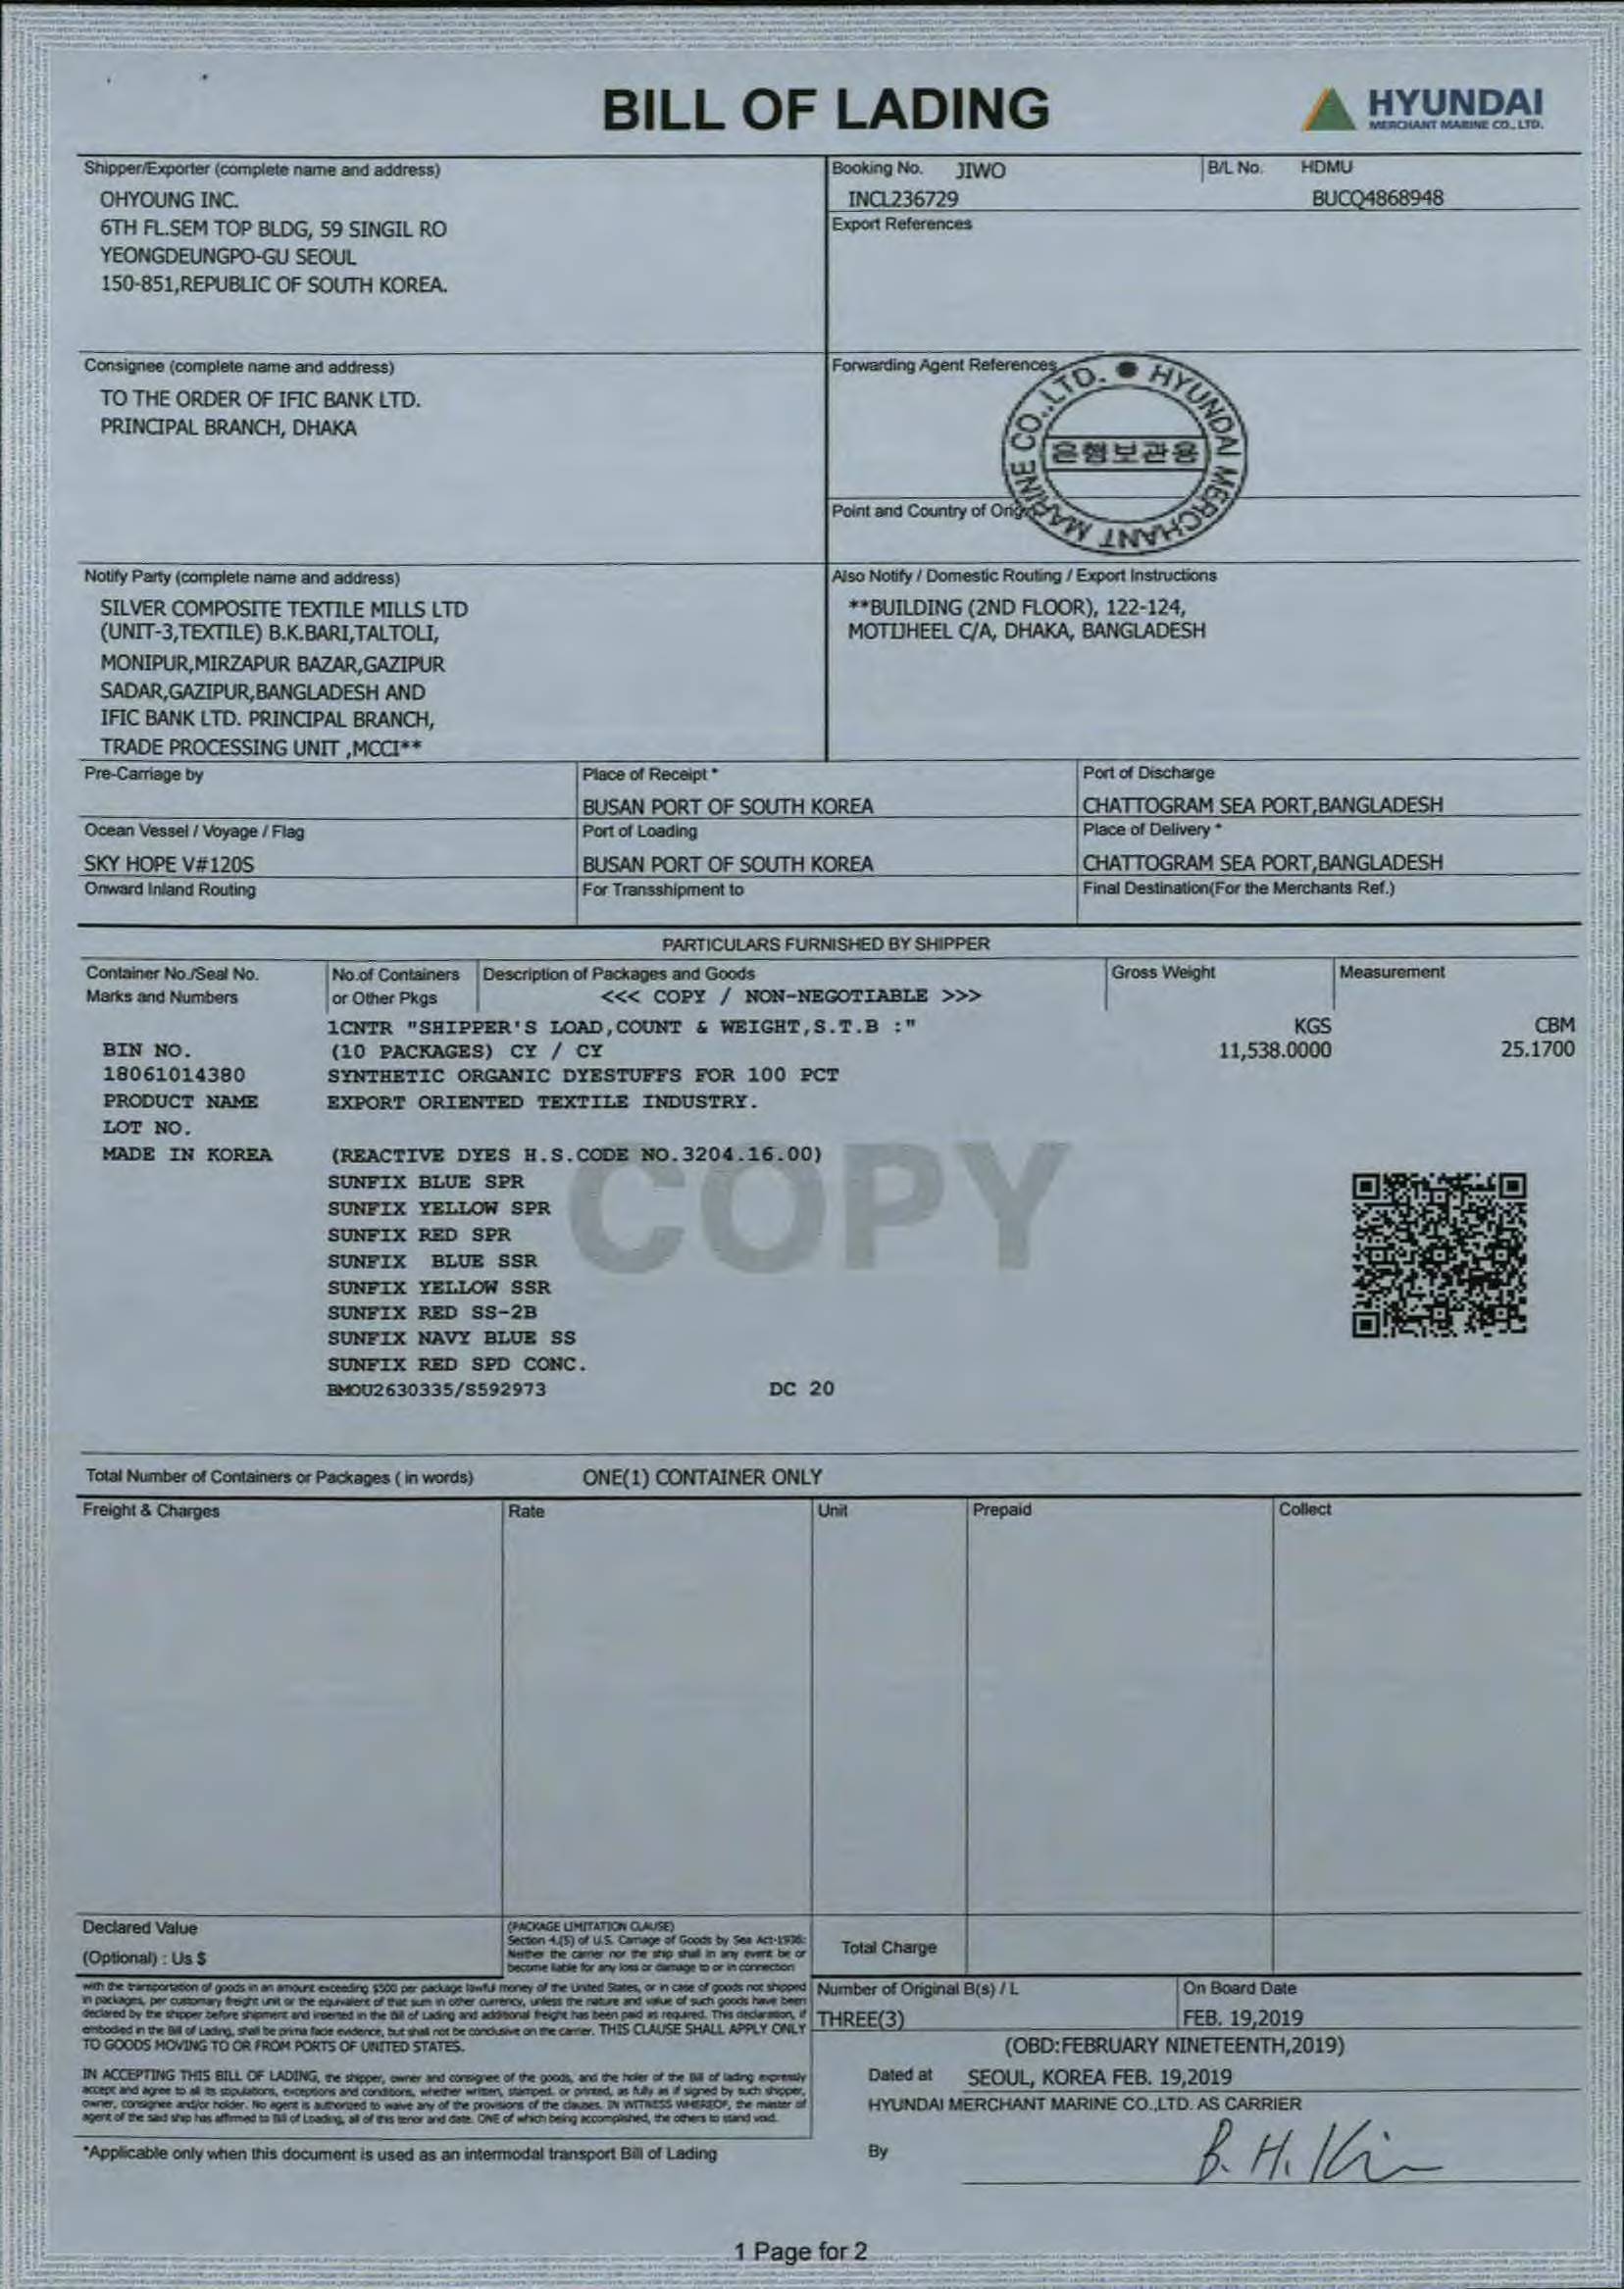 BILL OF LADING
HYUNDAI
MERCHANT MARINE CO., LTD.
Shipper/Exporter (complete name and address)
OHYOUNG INC.
6TH FL.SEM TOP BLDG, 59 SINGIL RO
YEONGDEUNGPO-GU SEOUL
150-851,REPUBLIC OF SOUTH KOREA.
Booking No. JIWO
INCL236729
B/L No. HDMU
BUCQ4868948
Export References
Consignee (complete name and address)
TO THE ORDER OF IFIC BANK LTD.
PRINCIPAL BRANCH, DHAKA
Forwarding Agent References
HYUNDAI MERCHANT MARINE CO.,LTD.
은행보관용
Point and Country of Orig
Notify Party (complete name and address)
SILVER COMPOSITE TEXTILE MILLS LTD
(UNIT-3,TEXTILE) B.K.BARI,TALTOLI,
MONIPUR,MIRZAPUR BAZAR,GAZIPUR
SADAR,GAZIPUR,BANGLADESH AND
IFIC BANK LTD. PRINCIPAL BRANCH,
TRADE PROCESSING UNIT ,MCCI**
Also Notify / Domestic Routing / Export Instructions
**BUILDING (2ND FLOOR), 122-124,
MOTIJHEEL C/A, DHAKA, BANGLADESH
Pre-Carriage by
Place of Receipt *
BUSAN PORT OF SOUTH KOREA
Port of Discharge
CHATTOGRAM SEA PORT,BANGLADESH
Ocean Vessel / Voyage / Flag
SKY HOPE V#120S
Port of Loading
BUSAN PORT OF SOUTH KOREA
Place of Delivery *
CHATTOGRAM SEA PORT,BANGLADESH
Onward Inland Routing
For Transshipment to
Final Destination(For the Merchants Ref.)
PARTICULARS FURNISHED BY SHIPPER
Container No./Seal No.
Marks and Numbers
No.of Containers
or Other Pkgs
Description of Packages and Goods
<<< COPY / NON-NEGOTIABLE >>>
Gross Weight
Measurement
1CNTR "SHIPPER'S LOAD,COUNT & WEIGHT,S.T.B :" KGS CBM
BIN NO. (10 PACKAGES) CY / CY 11,538.0000 25.1700
18061014380 SYNTHETIC ORGANIC DYESTUFFS FOR 100 PCT
PRODUCT NAME EXPORT ORIENTED TEXTILE INDUSTRY.
LOT NO.
MADE IN KOREA (REACTIVE DYES H.S.CODE NO.3204.16.00)
SUNFIX BLUE SPR
SUNFIX YELLOW SPR
SUNFIX RED SPR
SUNFIX BLUE SSR
SUNFIX YELLOW SSR
SUNFIX RED SS-2B
SUNFIX NAVY BLUE SS
SUNFIX RED SPD CONC.
BMOU2630335/S592973 DC 20
COPY
Total Number of Containers or Packages ( in words) ONE(1) CONTAINER ONLY
Freight & Charges Rate Unit Prepaid Collect
Declared Value
(Optional) : Us $
(PACKAGE LIMITATION CLAUSE)
Section 4.(5) of U.S. Carriage of Goods by Sea Act-1936:
Neither the carrier nor the ship shall in any event be or
become liable for any loss or damage to or in connection
with the transportation of goods in an amount exceeding $500 per package lawful money of the United States, or in case of goods not shipped
in packages, per customary freight unit or the equivalent of that sum in other currency, unless the nature and value of such goods have been
declared by the shipper before shipment and inserted in the Bill of Lading and additional freight has been paid as required. This declaration, if
embodied in the Bill of Lading, shall be prima facie evidence, but shall not be conclusive on the carrier. THIS CLAUSE SHALL APPLY ONLY
TO GOODS MOVING TO OR FROM PORTS OF UNITED STATES.
Total Charge
Number of Original B(s) / L
THREE(3)
On Board Date
FEB. 19,2019
(OBD:FEBRUARY NINETEENTH,2019)
IN ACCEPTING THIS BILL OF LADING, the shipper, owner and consignee of the goods, and the holer of the Bill of lading expressly
accept and agree to all its stipulations, exceptions and conditions, whether written, stamped, or printed, as fully as if signed by such shipper,
owner, consignee and/or holder. No agent is authorized to waive any of the provisions of the clauses. IN WITNESS WHEREOF, the master of
agent of the said ship has affirmed to Bill of Loading, all of this tenor and date. ONE of which being accomplished, the others to stand void.
Dated at SEOUL, KOREA FEB. 19,2019
HYUNDAI MERCHANT MARINE CO.,LTD. AS CARRIER
*Applicable only when this document is used as an intermodal transport Bill of Lading
By B. H. Kim
1 Page for 2